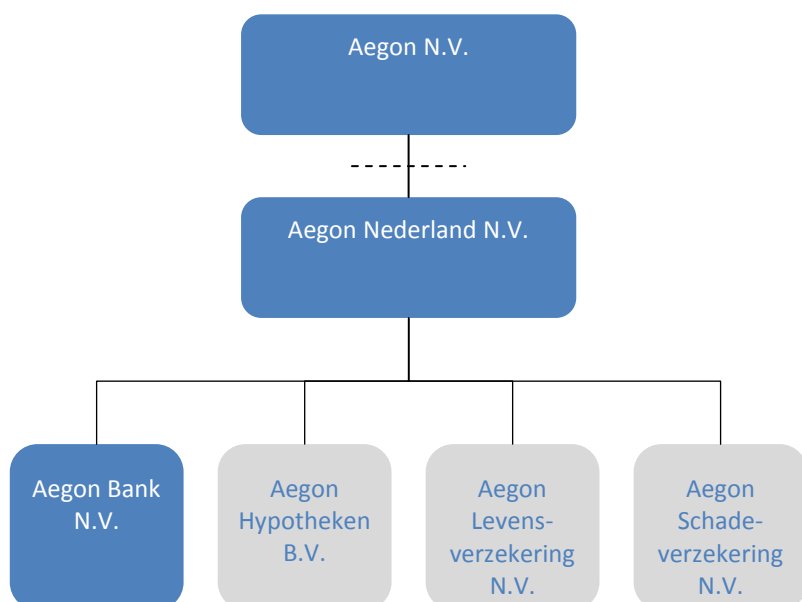 Aegon N.V.
Aegon Nederland N.V.
Aegon Bank
N.V.
Aegon
Hypotheken
B.V.
Aegon
Levens-
verzekering
N.V.
Aegon
Schade-
verzekering
N.V.